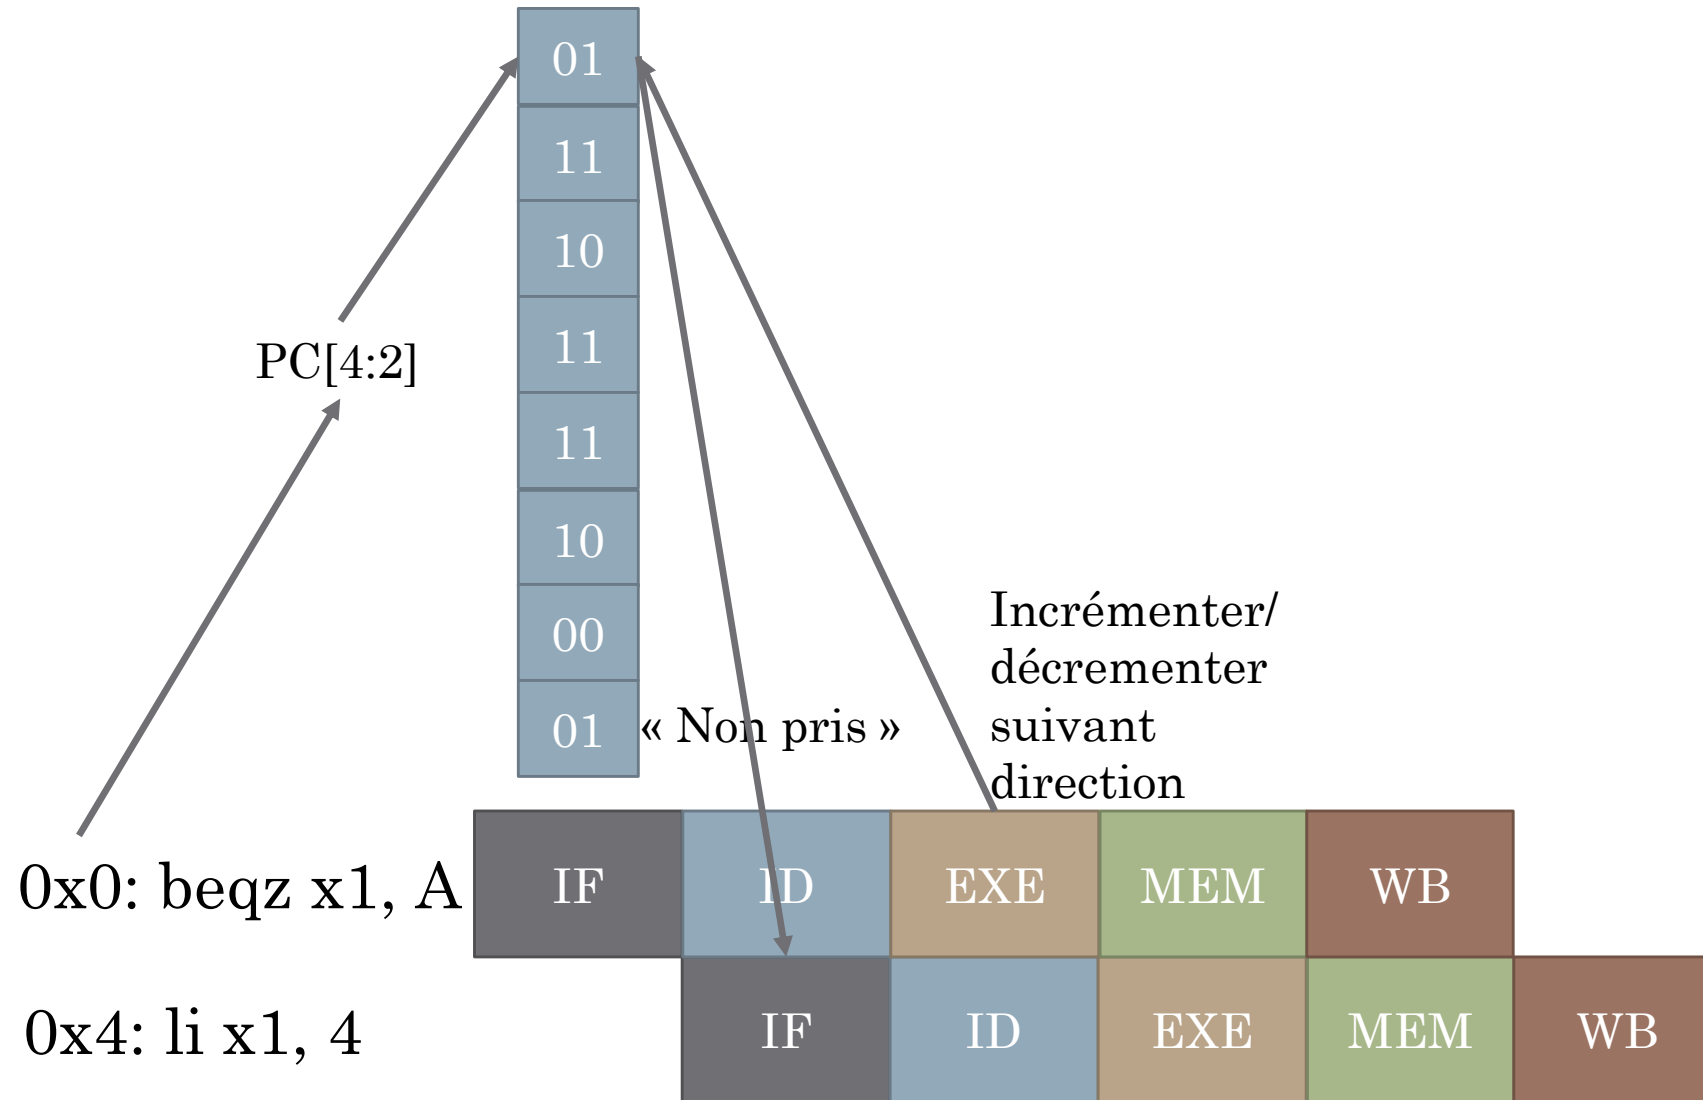 01
11
10
11
11
10
00
01
PC[4:2]
« Non pris »
Incrémenter/
décrementer
suivant
direction
0x0: beqz x1, A IF ID EXE MEM WB
0x4: li x1, 4 IF ID EXE MEM WB